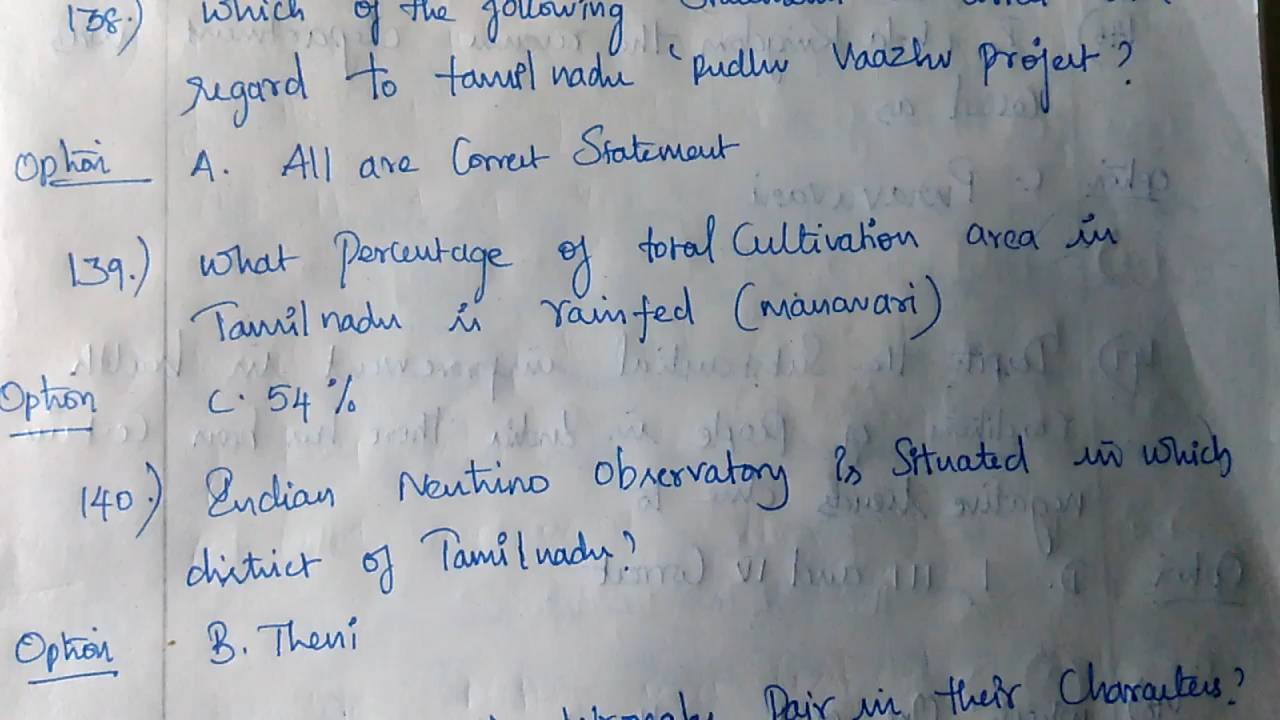 138.) which of the following
regard to tamil nadu 'pudhu Vaazhu project?
Option A. All are Correct Statement
139.) what percentage of total Cultivation area in
Tamil nadu is rainfed (manavari)
Option C. 54 %
140.) Indian Neutrino observatory is Situated in which
district of Tamilnadu?
Option B. Theni
Pair in their Characters?